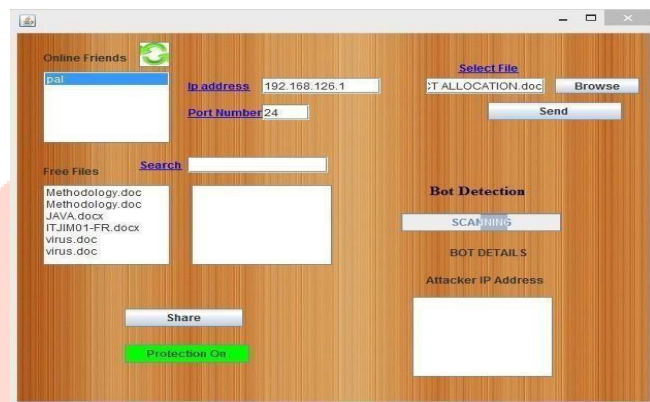 Online Friends
pal
Ip address 192.168.126.1
Port Number 24
Select File
CT ALLOCATION.doc Browse
Send
Search
Free Files
Methodology.doc
Methodology.doc
JAVA.docx
ITJIM01-FR.docx
virus.doc
virus.doc
Bot Detection
SCANNING
BOT DETAILS
Attacker IP Address
Share
Protection On